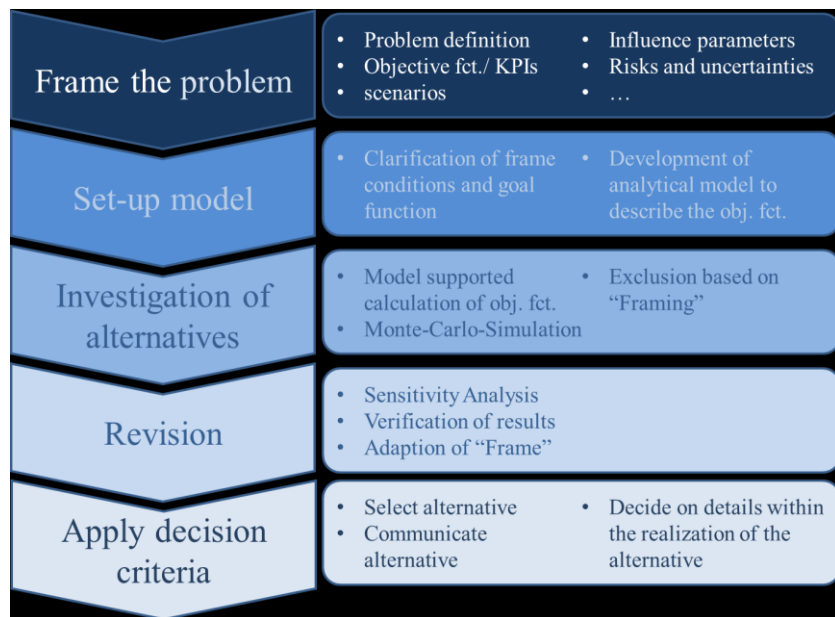 Frame the problem
• Problem definition
• Objective fct./ KPIs
• scenarios
• Influence parameters
• Risks and uncertainties
• …
Set-up model
• Clarification of frame
conditions and goal
function
• Development of
analytical model to
describe the obj. fct.
Investigation of
alternatives
• Model supported
calculation of obj. fct.
• Monte-Carlo-Simulation
• Exclusion based on
“Framing”
Revision
• Sensitivity Analysis
• Verification of results
• Adaption of “Frame”
Apply decision
criteria
• Select alternative
• Communicate
alternative
• Decide on details within
the realization of the
alternative